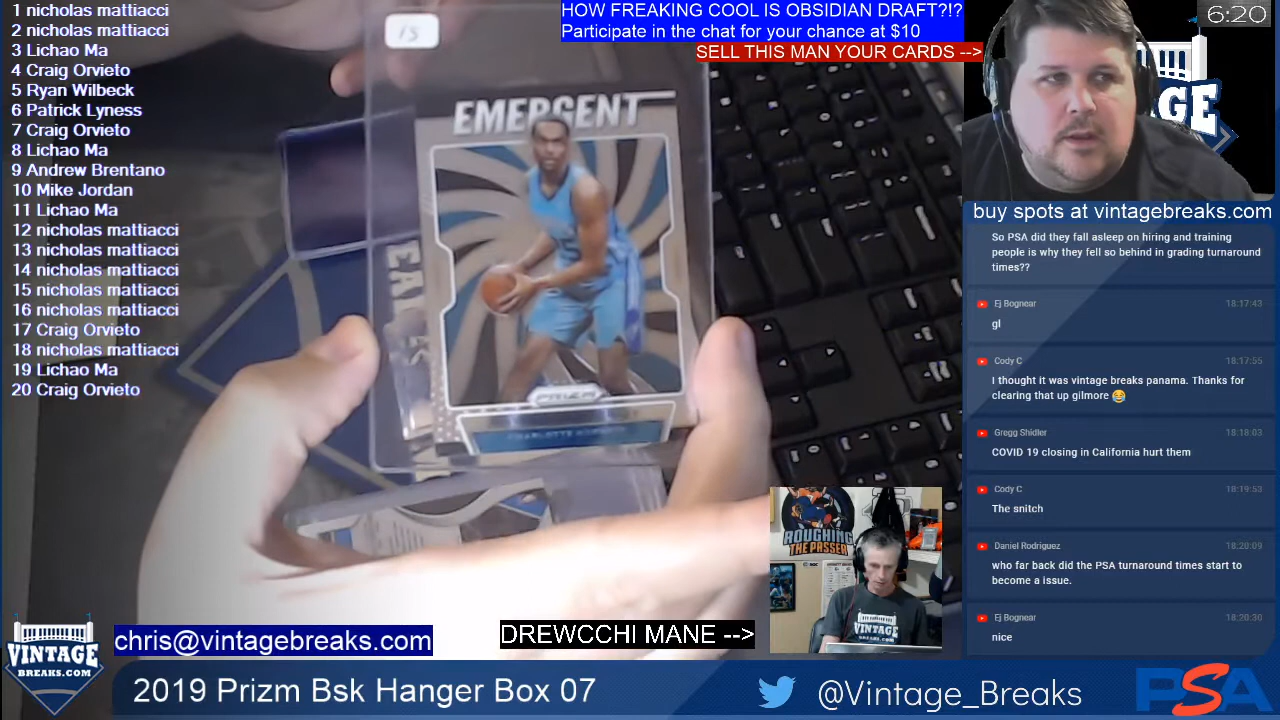 1 nicholas mattiacci
2 nicholas mattiacci
3 Lichao Ma
4 Craig Orvieto
5 Ryan Wilbeck
6 Patrick Lyness
7 Craig Orvieto
8 Lichao Ma
9 Andrew Brentano
10 Mike Jordan
11 Lichao Ma
12 nicholas mattiacci
13 nicholas mattiacci
14 nicholas mattiacci
15 nicholas mattiacci
16 nicholas mattiacci
17 Craig Orvieto
18 nicholas mattiacci
19 Lichao Ma
20 Craig Orvieto
15
EMERGENT
PRIZM
HOW FREAKING COOL IS OBSIDIAN DRAFT?!?
Participate in the chat for your chance at $10
SELL THIS MAN YOUR CARDS -->
6:20
GE
buy spots at vintagebreaks.com
So PSA did they fall asleep on hiring and training
people is why they fell so behind in grading turnaround
times??
Ej Bognear 18:17:43
gl
Cody C 18:17:55
I thought it was vintage breaks panama. Thanks for
clearing that up gilmore 😂
Gregg Shidler 18:18:03
COVID 19 closing in California hurt them
Cody C 18:19:53
The snitch
Daniel Rodriguez 18:20:09
who far back did the PSA turnaround times start to
become a issue.
Ej Bognear 18:20:30
nice
ROUGHING
THE PASSER
VINTAGE
VINTAGE
BREAKS.COM
chris@vintagebreaks.com
DREWCCHI MANE -->
2019 Prizm Bsk Hanger Box 07
@Vintage_Breaks
PSA